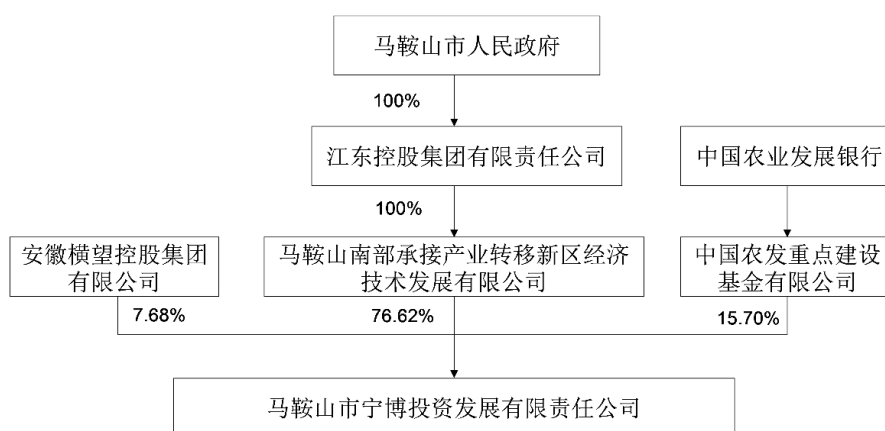 马鞍山市人民政府
100%
江东控股集团有限责任公司
中国农业发展银行
100%
安徽横望控股集团
有限公司
马鞍山南部承接产业转移新区经济
技术发展有限公司
中国农发重点建设
基金有限公司
7.68%
76.62%
15.70%
马鞍山市宁博投资发展有限责任公司